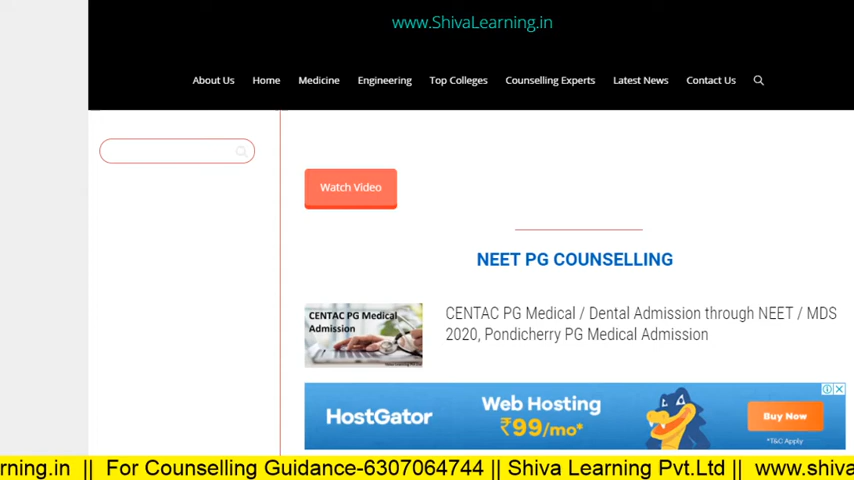 www.ShivaLearning.in
About Us Home Medicine Engineering Top Colleges Counselling Experts Latest News Contact Us
Watch Video
NEET PG COUNSELLING
CENTAC PG Medical
Admission
CENTAC PG Medical / Dental Admission through NEET / MDS
2020, Pondicherry PG Medical Admission
HostGator
Web Hosting
₹99/mo*
Buy Now
*T&C Apply
rning.in || For Counselling Guidance-6307064744 || Shiva Learning Pvt.Ltd || www.shiva